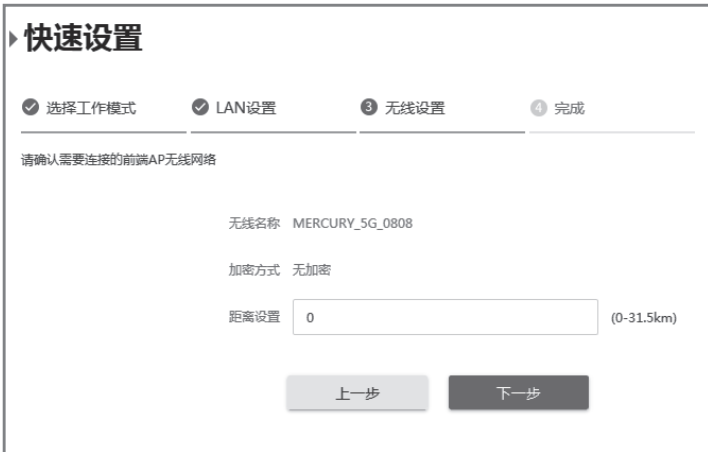 快速设置
选择工作模式 LAN设置 3 无线设置 4 完成
请确认需要连接的前端AP无线网络
无线名称 MERCURY_5G_0808
加密方式 无加密
距离设置 0 (0-31.5km)
上一步 下一步